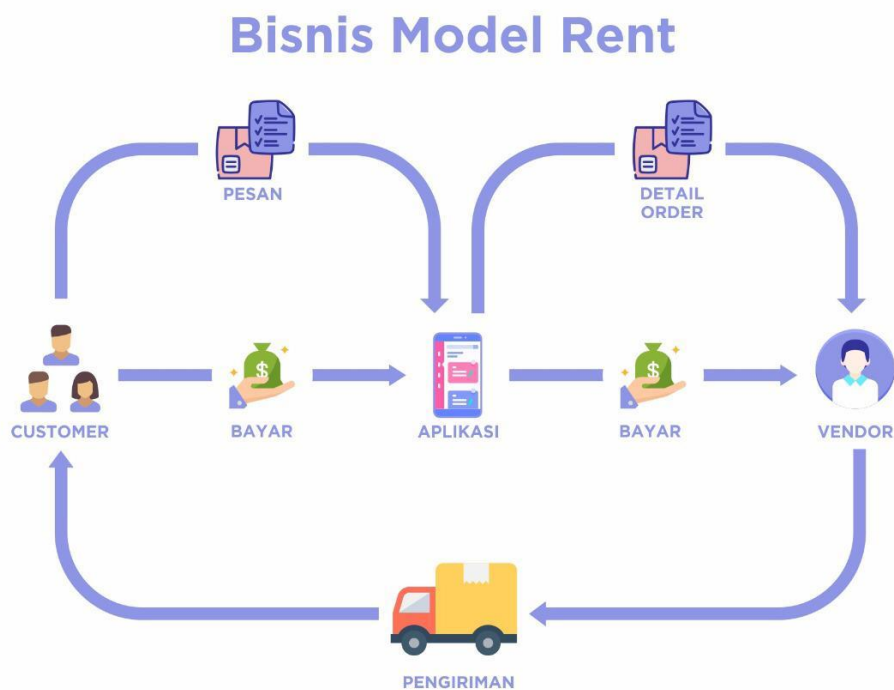 Bisnis Model Rent
PESAN
DETAIL
ORDER
CUSTOMER
BAYAR
APLIKASI
BAYAR
VENDOR
PENGIRIMAN